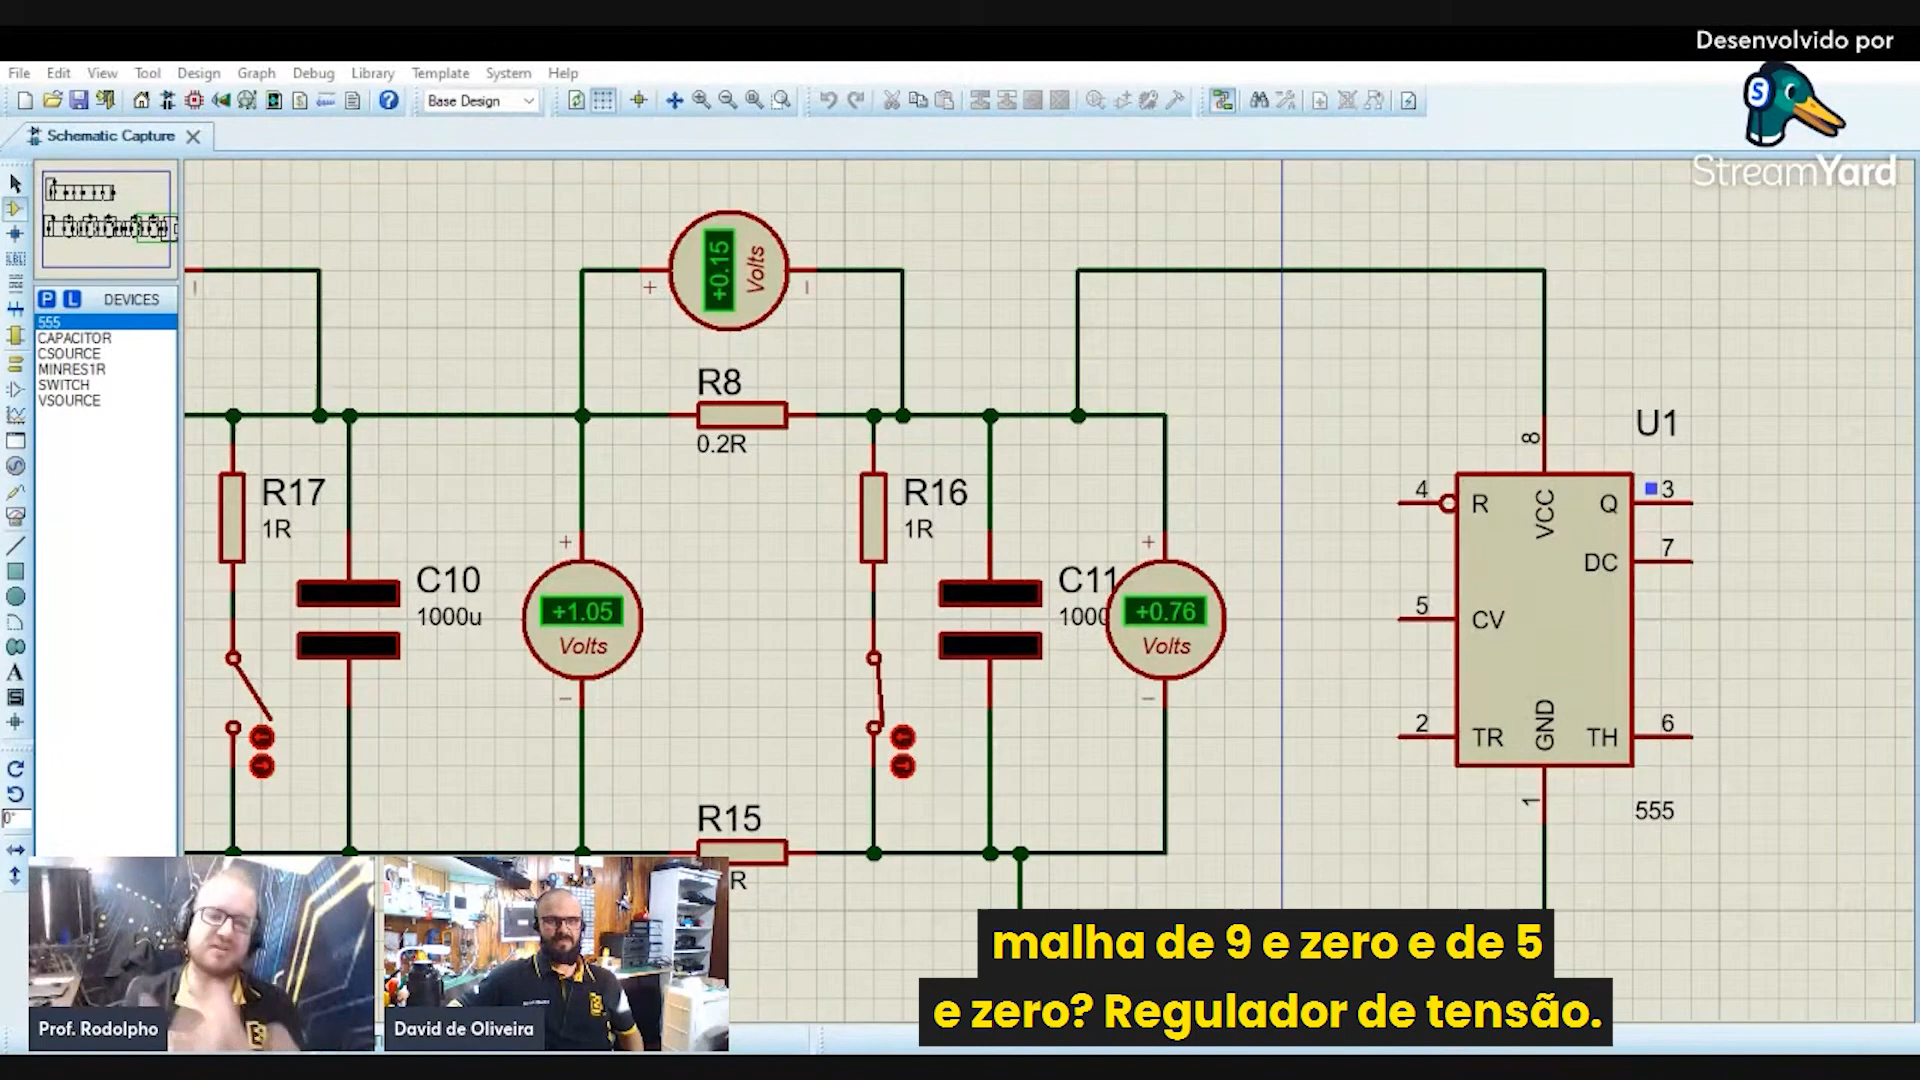 Desenvolvido por
StreamYard
File Edit View Tool Design Graph Debug Library Template System Help
Base Design
Schematic Capture
P L DEVICES
555
CAPACITOR
CSOURCE
MINRES1R
SWITCH
VSOURCE
0°
+0.15
Volts
+
R8
0.2R
R17
1R
C10
1000u
+
+1.05
Volts
R16
1R
C11
1000
+
+0.76
Volts
R15
R
U1
8
4 R VCC Q 3
DC 7
5 CV
2 TR GND TH 6
1
555
Prof. Rodolpho
David de Oliveira
malha de 9 e zero e de 5
e zero? Regulador de tensão.